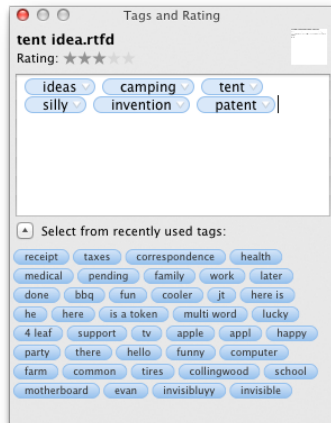 Tags and Rating
tent idea.rtfd
Rating:
ideas camping tent
silly invention patent
Select from recently used tags:
receipt taxes correspondence health
medical pending family work later
done bbq fun cooler jt here is
he here is a token multi word lucky
4 leaf support tv apple appl happy
party there hello funny computer
farm common tires collingwood school
motherboard evan invisibluyy invisible